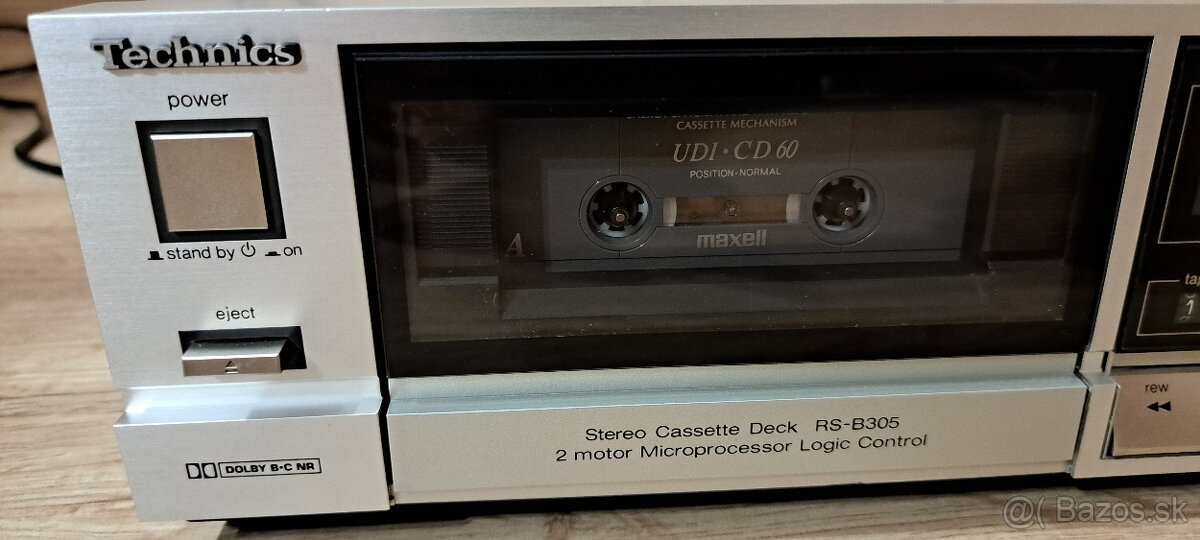 Technics
power
stand by on
eject
DOLBY B·C NR
CASSETTE MECHANISM
UDI·CD 60
POSITION·NORMAL
A
maxell
Stereo Cassette Deck RS-B305
2 motor Microprocessor Logic Control
rew
1
@( Bazos.sk